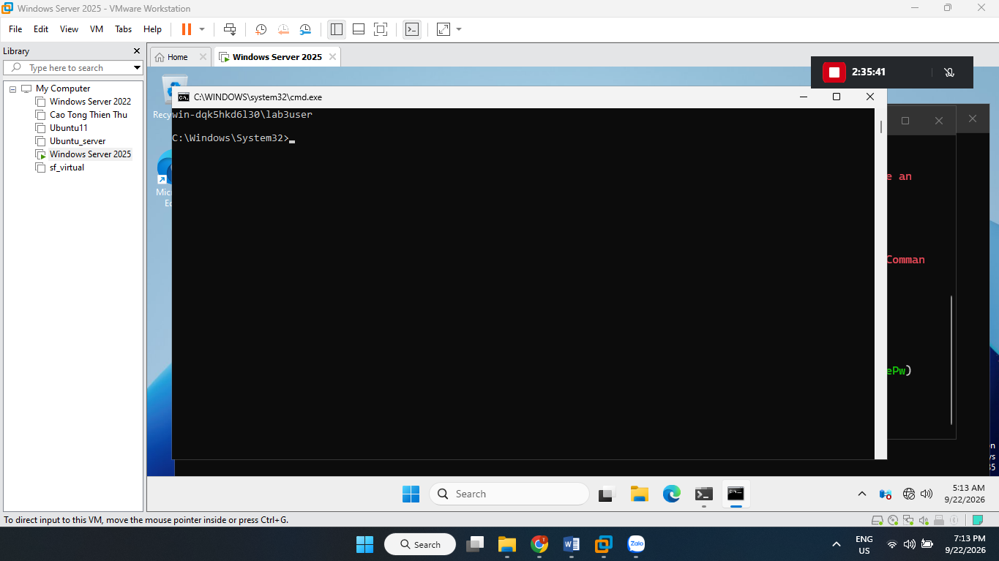 Windows Server 2025 - VMware Workstation
File Edit View VM Tabs Help
Library
Type here to search
My Computer
Windows Server 2022
Cao Tong Thien Thu
Ubuntu11
Ubuntu_server
Windows Server 2025
sf_virtual
Home
Windows Server 2025
2:35:41
Recy
Mic
Ec
C:\WINDOWS\system32\cmd.exe
win-dqk5hkd6l30\lab3user
C:\Windows\System32>
e an
Comman
ePw)
n
/s
35
Search
5:13 AM
9/22/2026
To direct input to this VM, move the mouse pointer inside or press Ctrl+G.
Search
Zalo
ENG
US
7:13 PM
9/22/2026